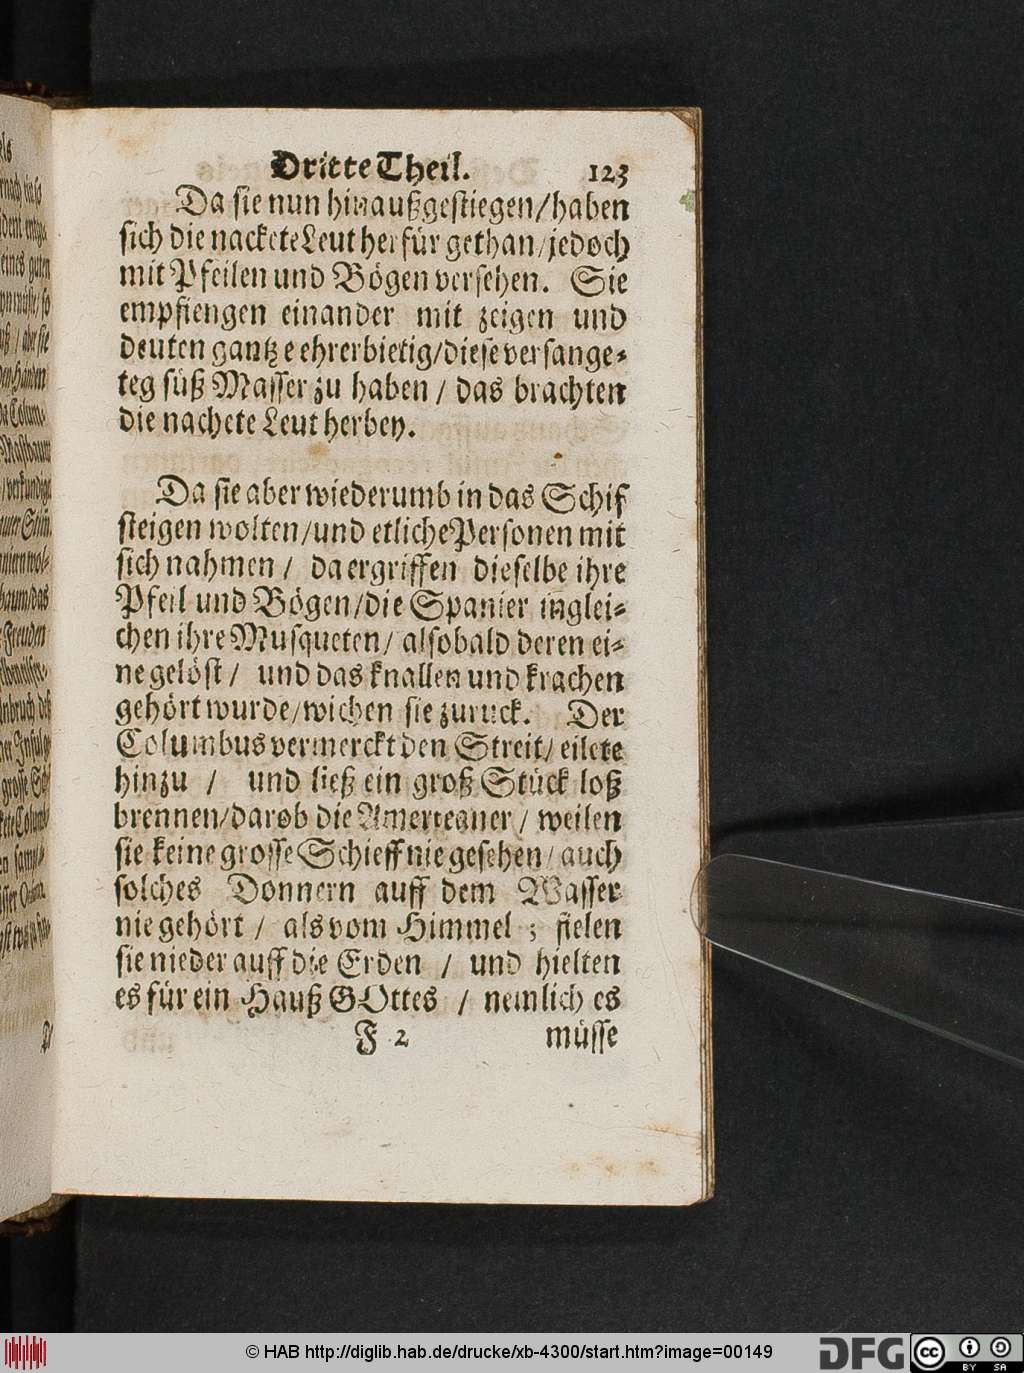 Dritte Theil. 123
Da sie nun hinaußgestiegen/haben
sich die nackete Leut herfür gethan/jedoch
mit Pfeilen und Bögen versehen. Sie
empfiengen einander mit zeigen und
deuten gantz eehrerbietig/diese versange-
teg süß Masser zu haben / das brachten
die nachete Leut herbey.
Da sie aber wiederumb in das Schif
steigen wolten/und etliche Personen mit
sich nahmen / da ergriffen dieselbe ihre
Pfeil und Bögen/die Spanier inglei-
chen ihre Musqueten/ alsobald deren ei-
ne gelöst / und das knallen und krachen
gehört wurde/wichen sie zuruck. Der
Columbus vermerckt den Streit/ eilete
hinzu / und ließ ein groß Stück loß
brennen/darob die / weilen
sie keine grosse Schieff nie gesehen/ auch
solches Donnern auff dem Wasser
nie gehört / als vom Himmel ; fielen
sie nieder auff die Erden / und hielten
es für ein Hauß GOttes / nemlich es
F 2 müsse
© HAB http://diglib.hab.de/drucke/xb-4300/start.htm?image=00149
DFG
cc BY SA